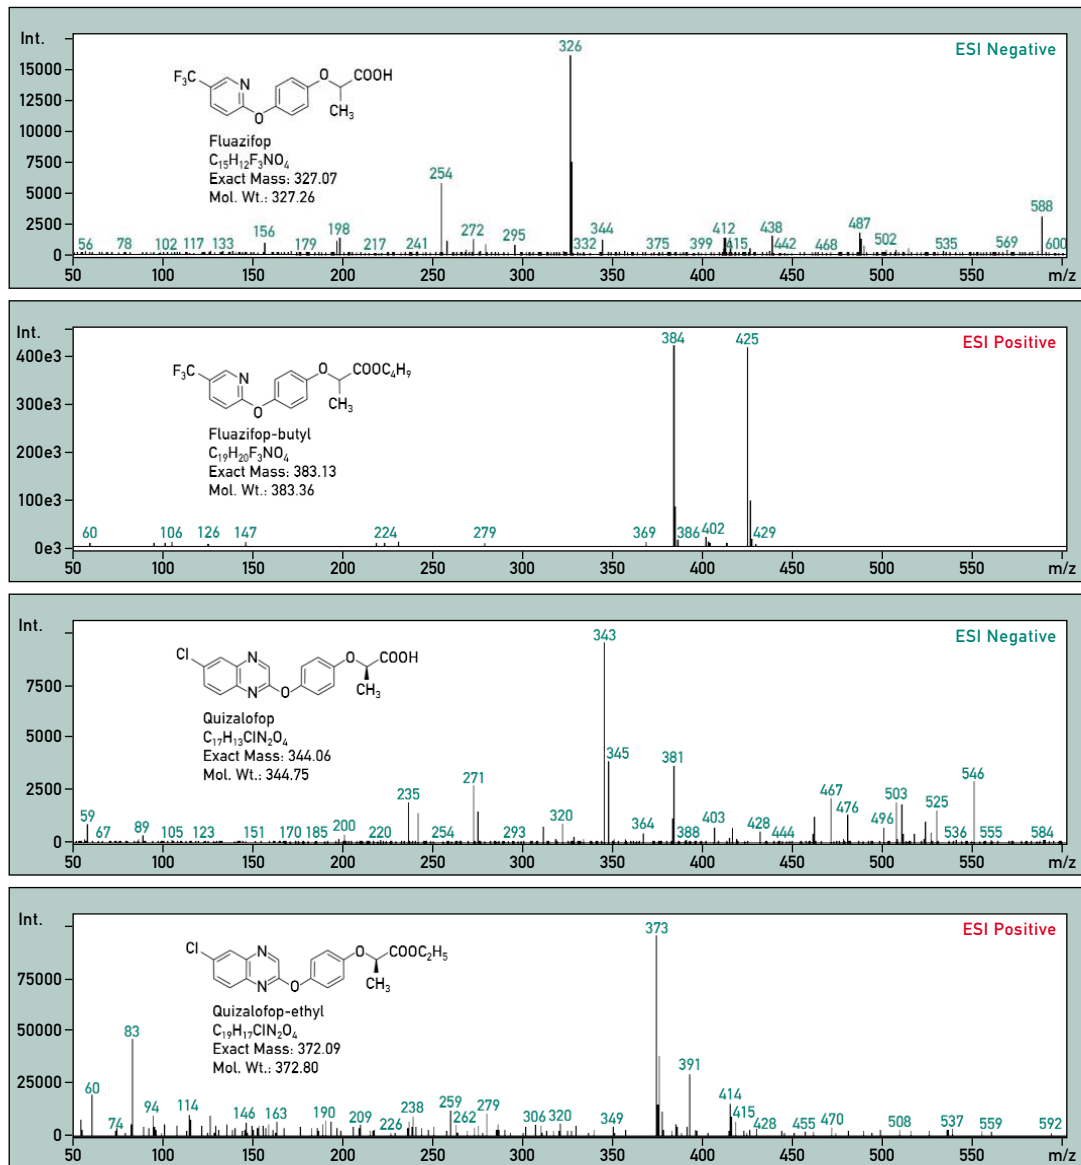 Int.
ESI Negative
15000
12500
10000
7500
5000
2500
0
F₃C
N
O
O
COOH
CH₃
Fluazifop
C₁₅H₁₂F₃NO₄
Exact Mass: 327.07
Mol. Wt.: 327.26
56 78 102 117 133 156 179 198 217 241 254 272 295 326 332 344 375 399 412 415 438 442 468 487 502 535 569 588 600
50 100 150 200 250 300 350 400 450 500 550 m/z
Int.
ESI Positive
400e3
300e3
200e3
100e3
0e3
F₃C
N
O
O
COOC₄H₉
CH₃
Fluazifop-butyl
C₁₉H₂₀F₃NO₄
Exact Mass: 383.13
Mol. Wt.: 383.36
60 106 126 147 224 279 369 384 386 402 425 429
50 100 150 200 250 300 350 400 450 500 550 m/z
Int.
ESI Negative
7500
5000
2500
0
Cl
N
N
O
O
COOH
CH₃
Quizalofop
C₁₇H₁₃ClN₂O₄
Exact Mass: 344.06
Mol. Wt.: 344.75
59 67 89 105 123 151 170 185 200 220 235 254 271 293 320 343 345 364 381 388 403 428 444 467 476 496 503 525 536 546 555 584
50 100 150 200 250 300 350 400 450 500 550 m/z
Int.
ESI Positive
75000
50000
25000
0
Cl
N
N
O
O
COOC₂H₅
CH₃
Quizalofop-ethyl
C₁₉H₁₇ClN₂O₄
Exact Mass: 372.09
Mol. Wt.: 372.80
60 74 83 94 114 146 163 190 209 226 238 259 262 279 306 320 349 373 391 414 415 428 455 470 508 537 559 592
50 100 150 200 250 300 350 400 450 500 550 m/z